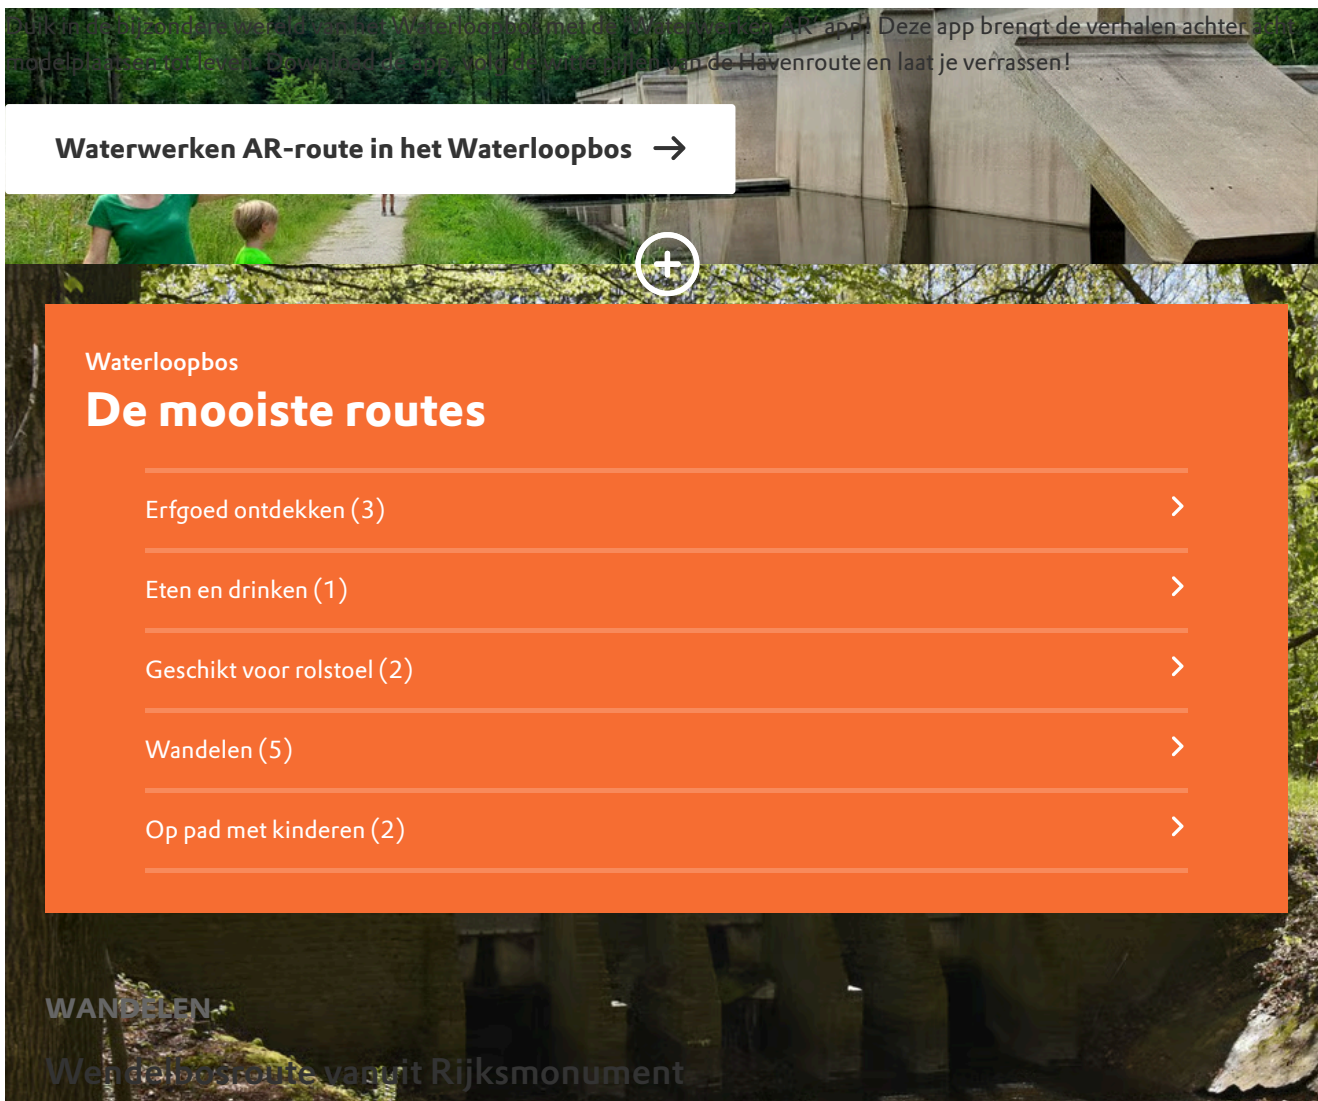 app! Deze app brengt de verhalen achter
de Havenroute en laat je verrassen!
Waterwerken AR-route in het Waterloopbos
Waterloopbos
De mooiste routes
Erfgoed ontdekken (3)
Eten en drinken (1)
Geschikt voor rolstoel (2)
Wandelen (5)
Op pad met kinderen (2)
WANDELEN
Wendelbosroute vanuit Rijksmonument